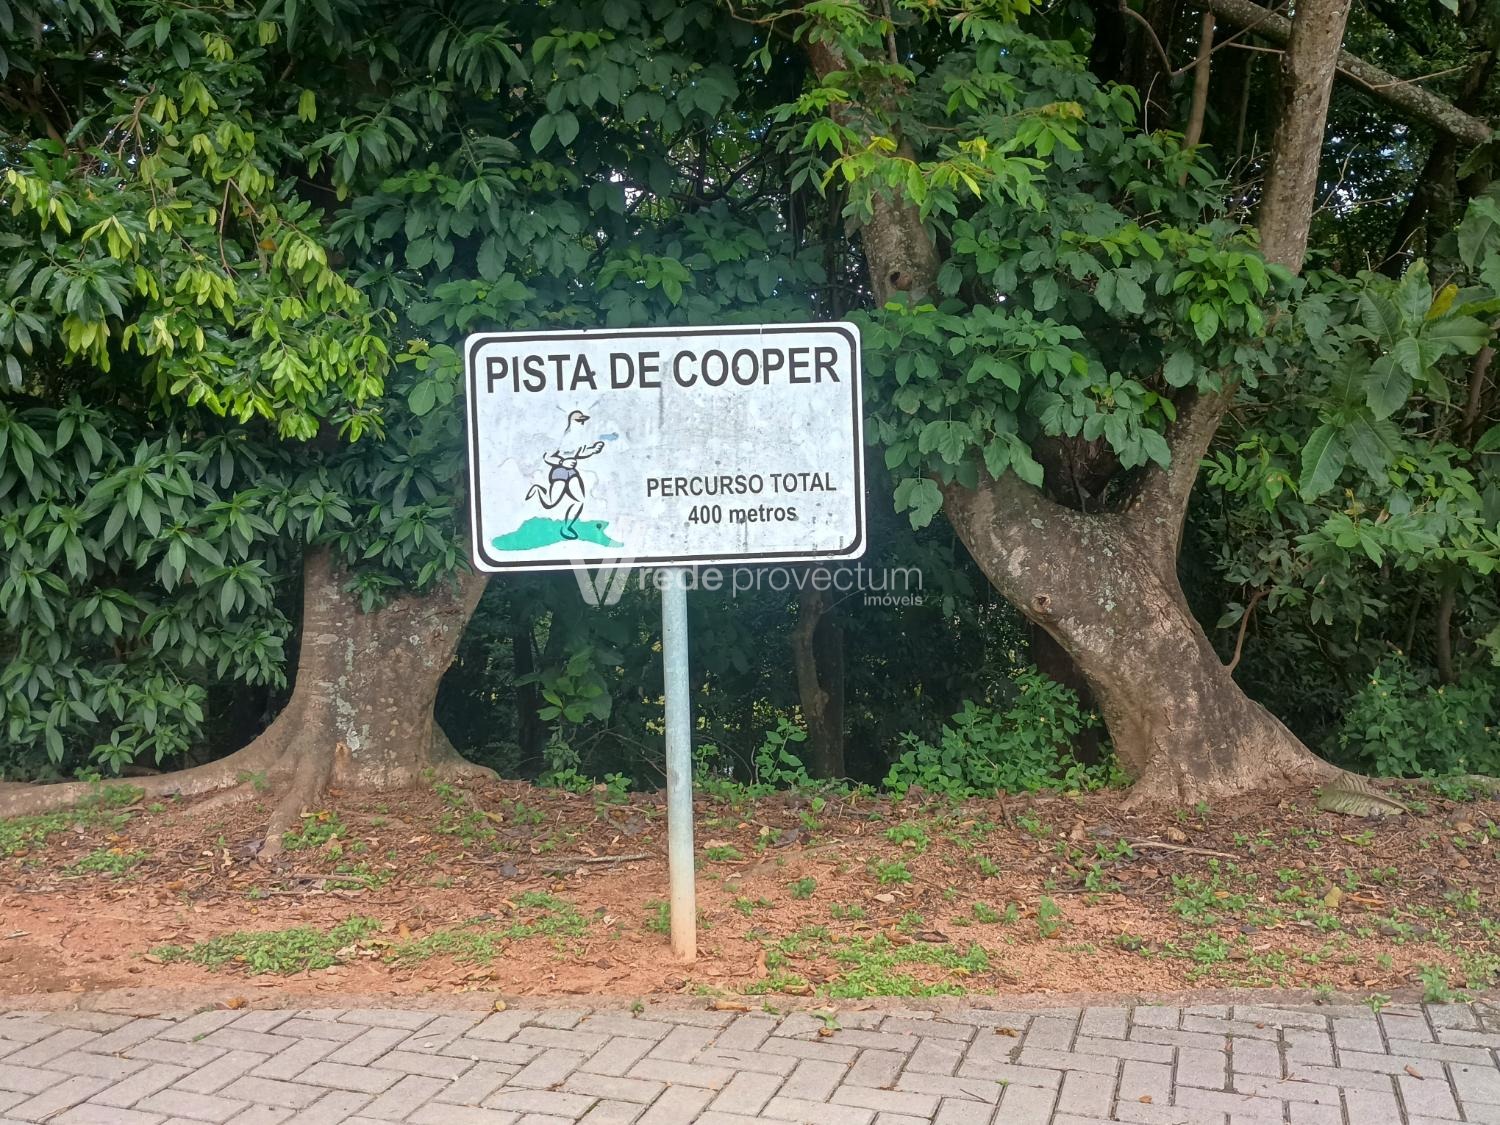 PISTA DE COOPER
PERCURSO TOTAL
400 metros
rede provectum
imóveis